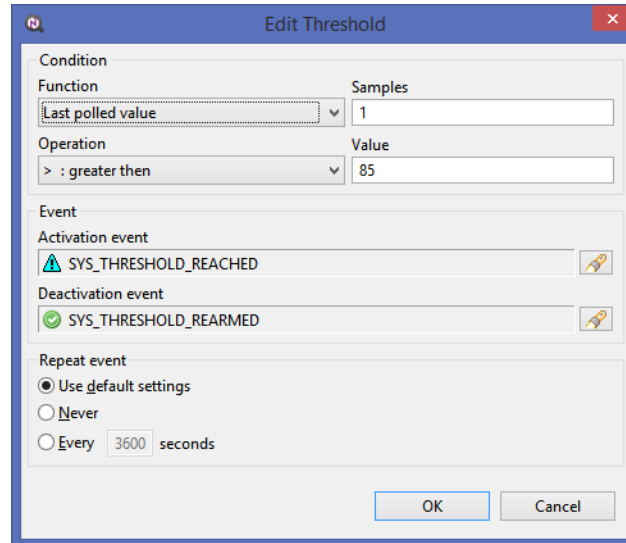 Edit Threshold
Condition
Function
Samples
Last polled value
1
Operation
Value
> : greater then
85
Event
Activation event
SYS_THRESHOLD_REACHED
Deactivation event
SYS_THRESHOLD_REARMED
Repeat event
Use default settings
Never
Every 3600 seconds
OK Cancel